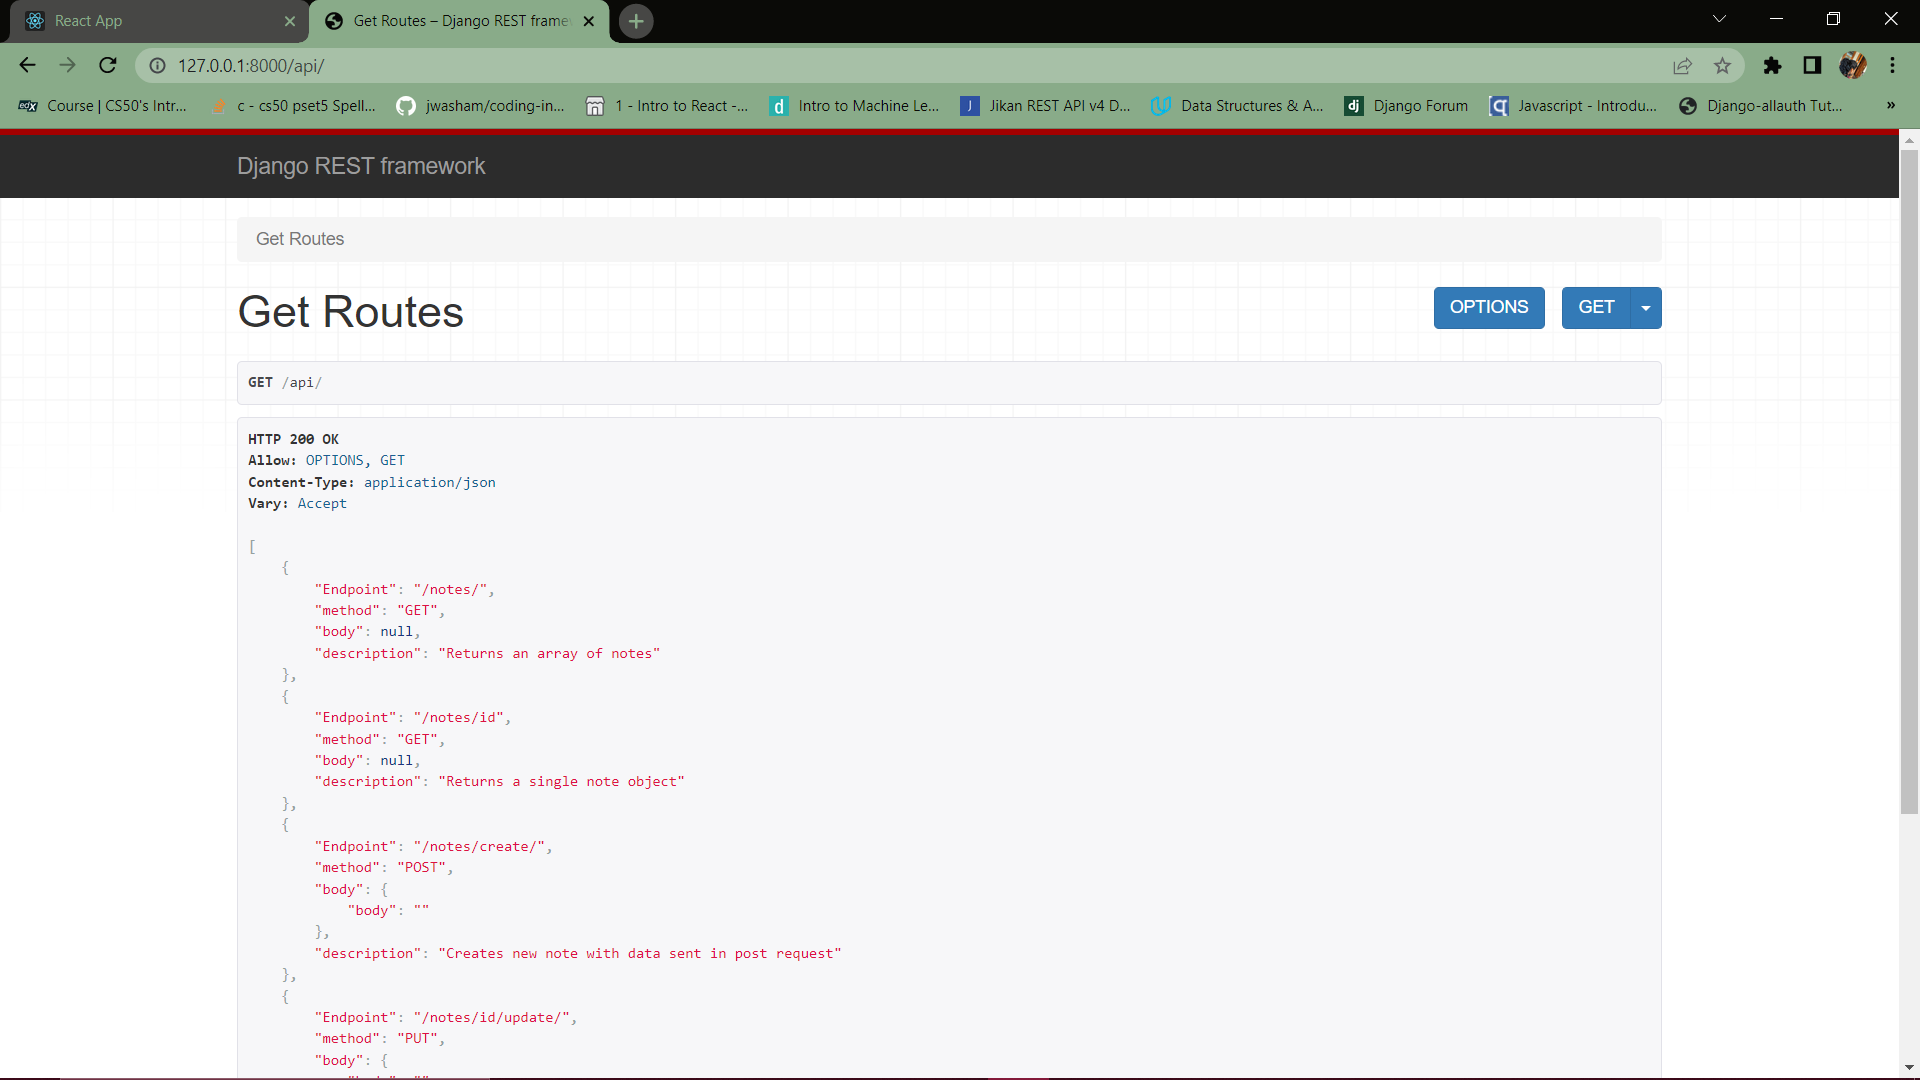 React App
Get Routes – Django REST frame
127.0.0.1:8000/api/
edX Course | CS50's Intr...
c - cs50 pset5 Spell...
jwasham/coding-in...
1 - Intro to React -...
d Intro to Machine Le...
J Jikan REST API v4 D...
Data Structures & A...
dj Django Forum
Javascript - Introdu...
Django-allauth Tut...
»
Django REST framework
Get Routes
Get Routes
OPTIONS
GET
GET /api/
HTTP 200 OK
Allow: OPTIONS, GET
Content-Type: application/json
Vary: Accept
[
{
"Endpoint": "/notes/",
"method": "GET",
"body": null,
"description": "Returns an array of notes"
},
{
"Endpoint": "/notes/id",
"method": "GET",
"body": null,
"description": "Returns a single note object"
},
{
"Endpoint": "/notes/create/",
"method": "POST",
"body": {
"body": ""
},
"description": "Creates new note with data sent in post request"
},
{
"Endpoint": "/notes/id/update/",
"method": "PUT",
"body": {